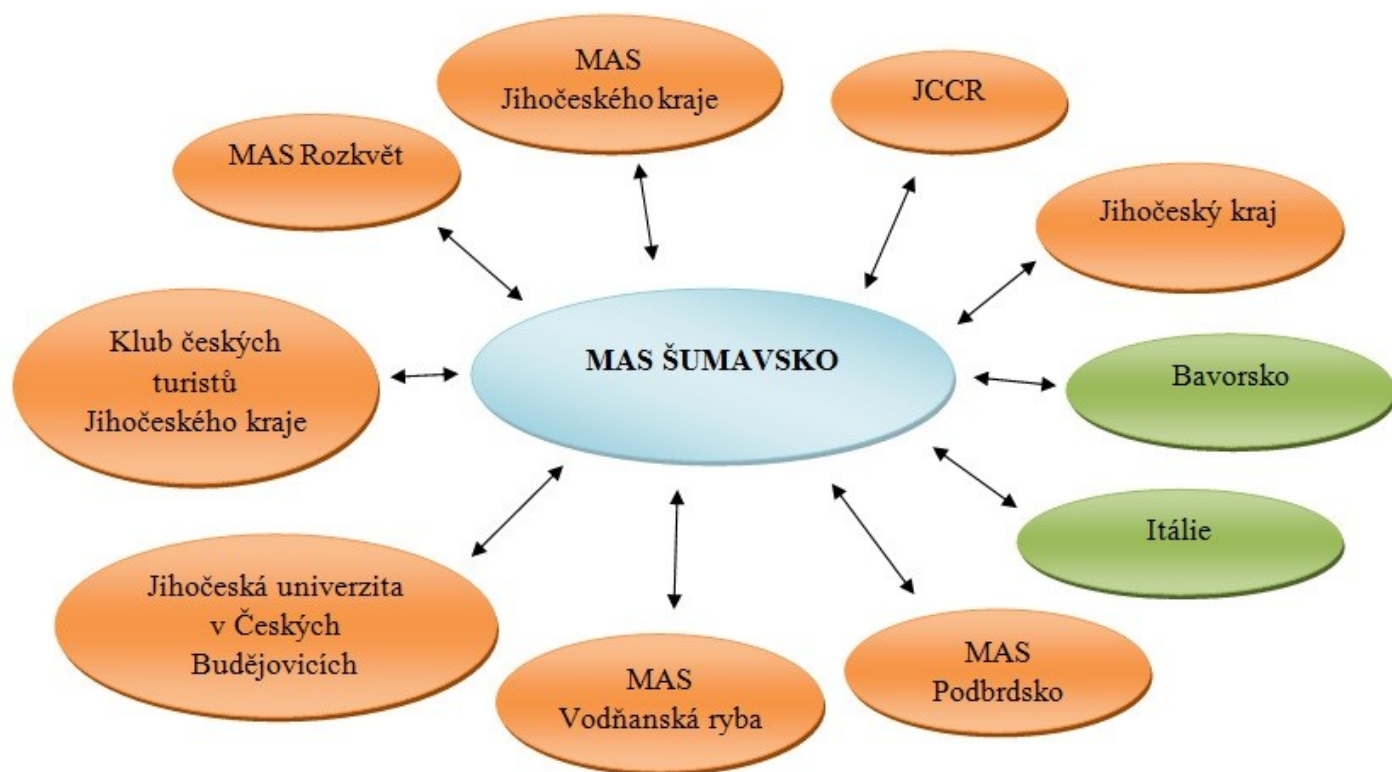 MAS
Jihočeského kraje
JCCR
MAS Rozkvět
Jihočeský kraj
Klub českých
turistů
Jihočeského kraje
MAS ŠUMAVSKO
Bavorsko
Itálie
Jihočeská univerzita
v Českých
Budějovicích
MAS
Vodňanská ryba
MAS
Podbrdsko